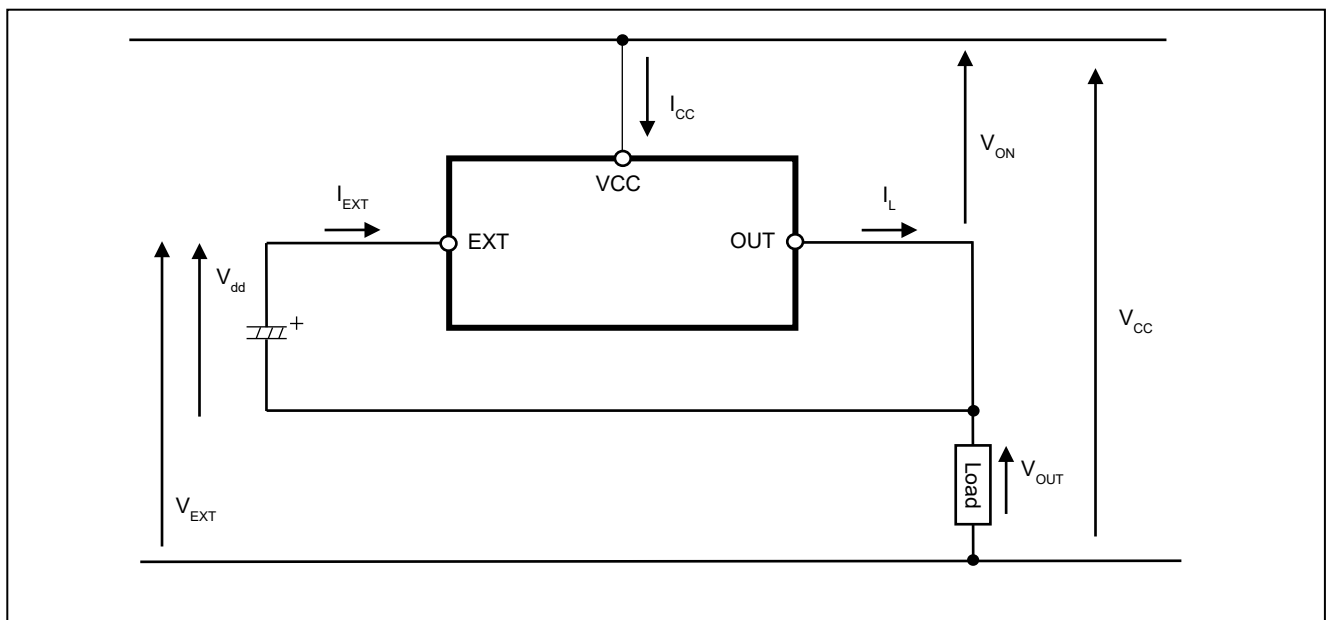 I_CC
V_ON
VCC
I_EXT
I_L
EXT
OUT
V_dd
+
V_CC
Load
V_OUT
V_EXT